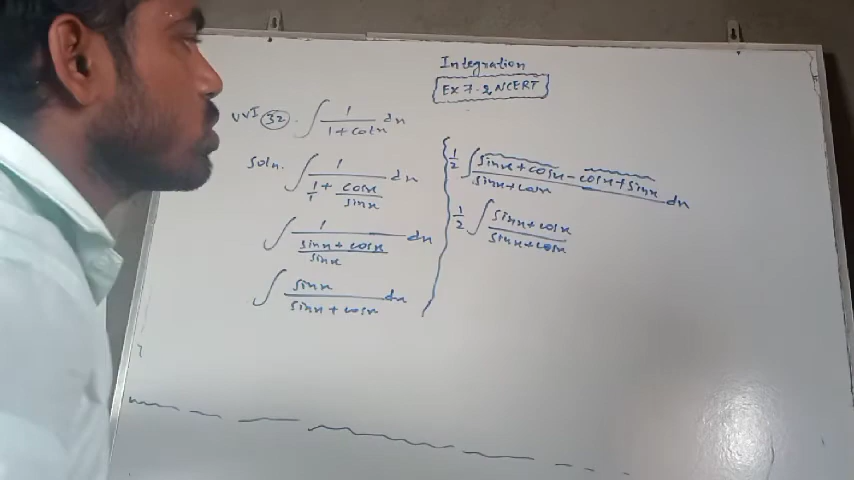 Integration
Ex 7.2 NCERT
VVI 32. ∫ 1/(1 + cotx) dx
Soln. ∫ 1/(1/1 + cosx/sinx) dx
∫ 1/((sinx + cosx)/sinx) dx
∫ sinx/(sinx + cosx) dx
1/2 ∫ (sinx + cosx - cosx + sinx)/(sinx + cosx) dx
1/2 ∫ (sinx + cosx)/(sinx + cosx)